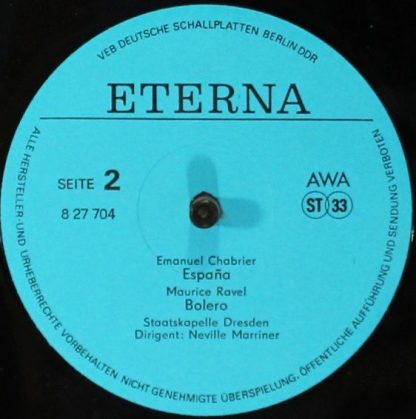 VEB DEUTSCHE SCHALLPLATTEN BERLIN DDR
ETERNA
SEITE 2
8 27 704
AWA
ST 33
Emanuel Chabrier
España
Maurice Ravel
Bolero
Staatskapelle Dresden
Dirigent: Neville Marriner
ALLE HERSTELLER- UND URHEBERRECHTE VORBEHALTEN NICHT GENEHMIGTE ÜBERSPIELUNG, ÖFFENTLICHE AUFFÜHRUNG UND SENDUNG VERBOTEN